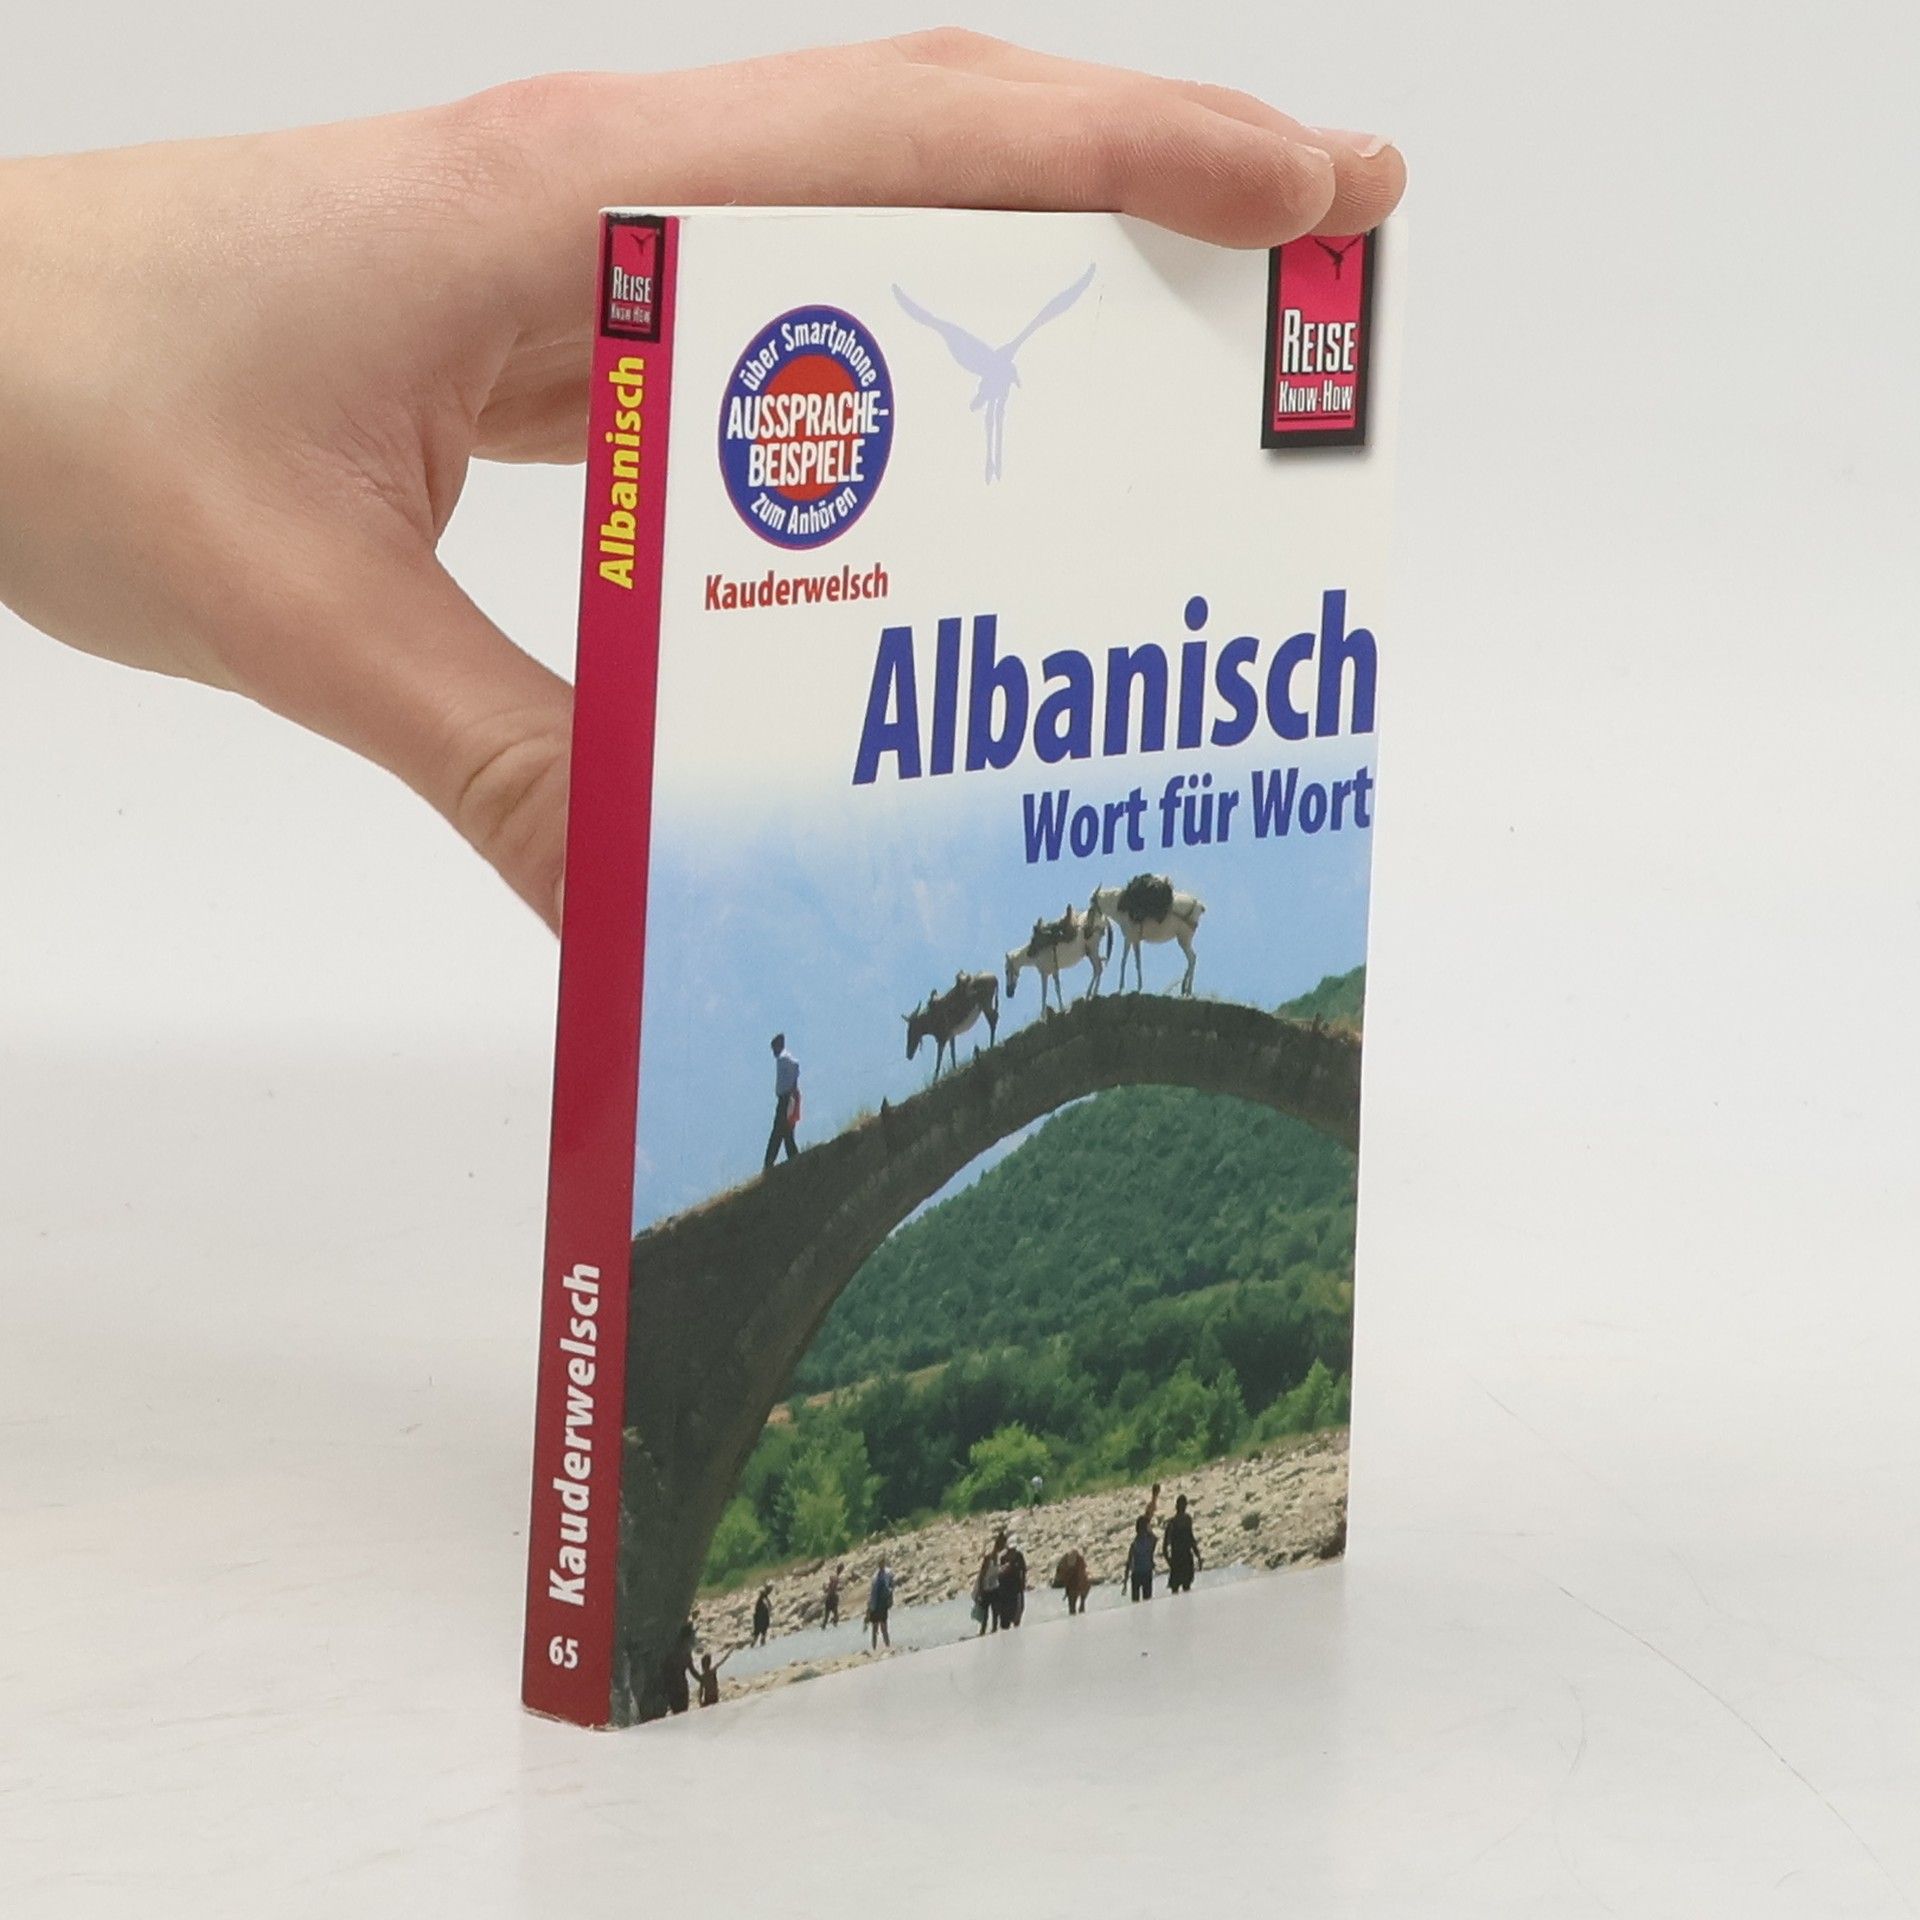 REISE
KNOW-HOW
Albanisch
Kauderwelsch
65
über Smartphone
AUSSPRACHE-
BEISPIELE
zum Anhören
REISE
KNOW-HOW
Kauderwelsch
Albanisch
Wort für Wort